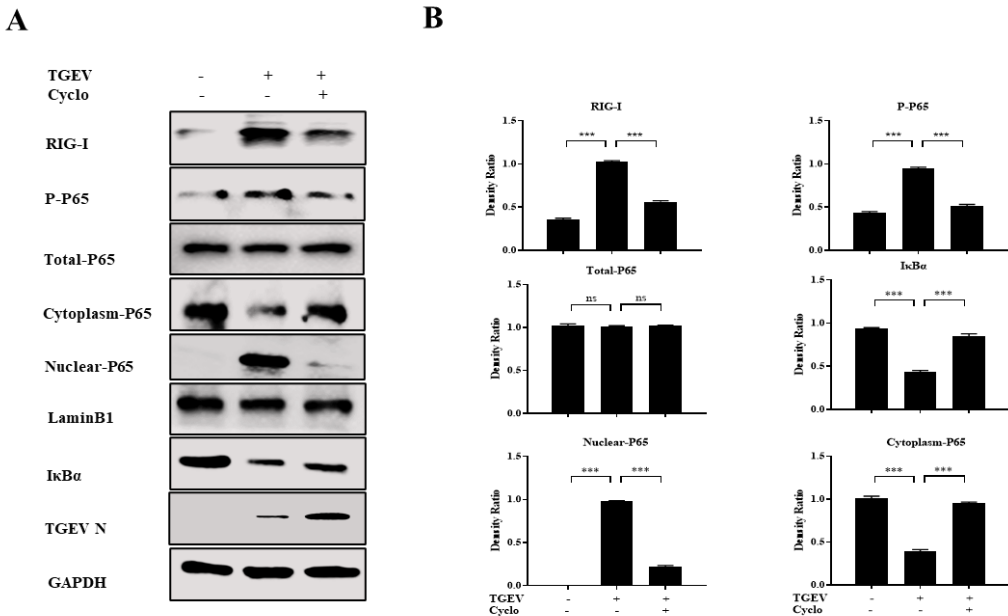 A
TGEV - + +
Cyclo - - +
RIG-I
P-P65
Total-P65
Cytoplasm-P65
Nuclear-P65
LaminB1
IκBα
TGEV N
GAPDH
B
RIG-I
Density Ratio
1.5
1.0
0.5
0.0
*** ***
P-P65
Density Ratio
1.5
1.0
0.5
0.0
*** ***
Total-P65
Density Ratio
1.5
1.0
0.5
0.0
ns ns
IκBα
Density Ratio
1.5
1.0
0.5
0.0
*** ***
Nuclear-P65
Density Ratio
1.5
1.0
0.5
0.0
*** ***
TGEV - + +
Cyclo - - +
Cytoplasm-P65
Density Ratio
1.5
1.0
0.5
0.0
*** ***
TGEV - + +
Cyclo - - +